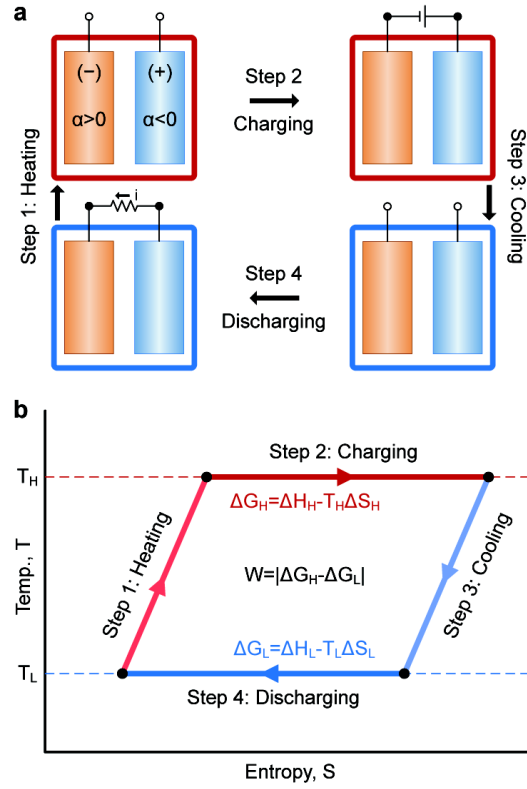 a
(−)
(+)
α>0
α<0
Step 2
Charging
Step 1: Heating
Step 3: Cooling
i
Step 4
Discharging
b
Step 2: Charging
T_H
ΔG_H=ΔH_H-T_HΔS_H
Step 1: Heating
W=|ΔG_H-ΔG_L|
Step 3: Cooling
Temp., T
ΔG_L=ΔH_L-T_LΔS_L
T_L
Step 4: Discharging
Entropy, S